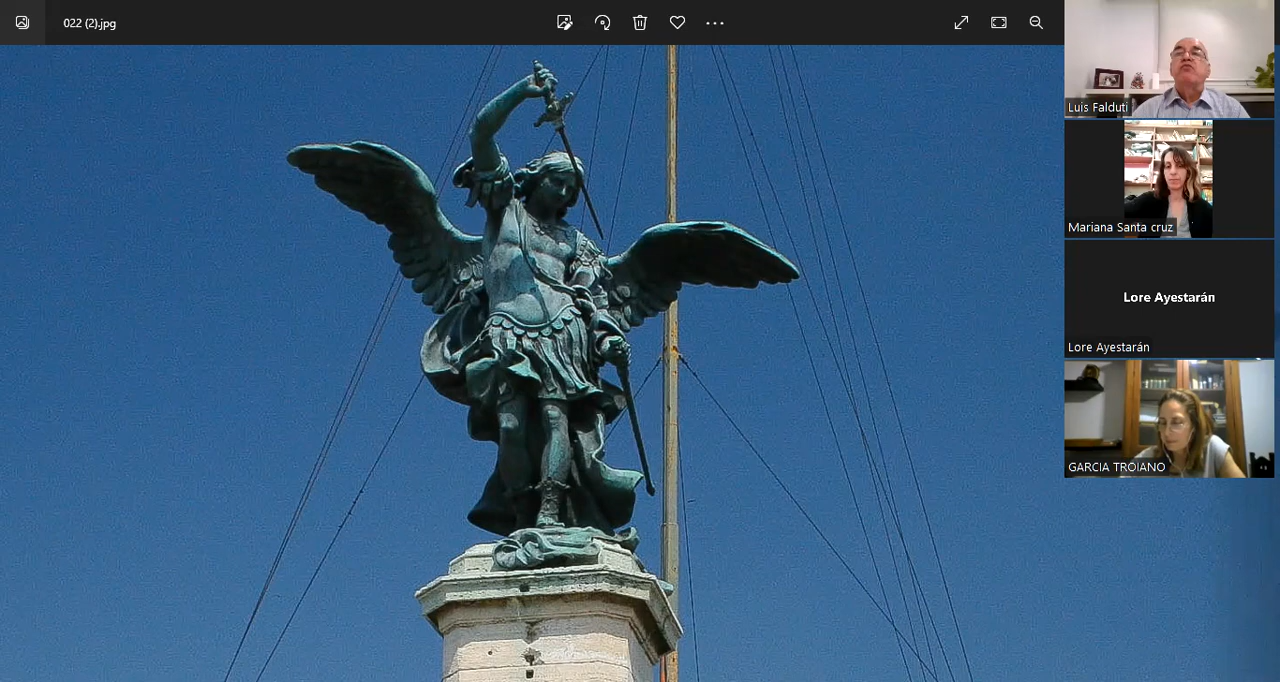 022 (2).jpg
Luis Falduti
Mariana Santa cruz
Lore Ayestarán
Lore Ayestarán
GARCIA TROIANO